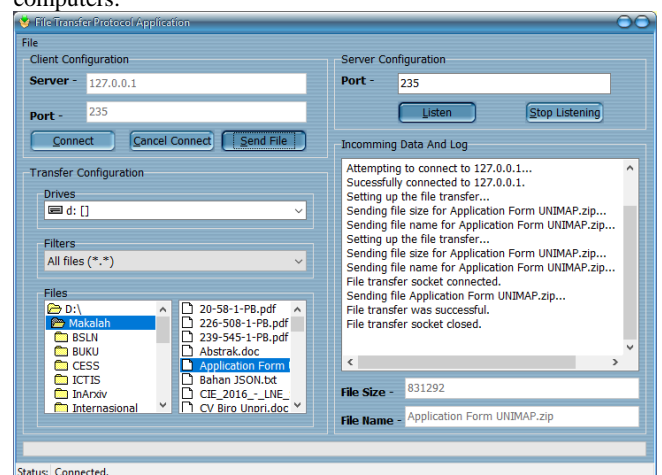 computers.
File Transfer Protocol Application
File
Client Configuration
Server -
127.0.0.1
Port -
235
Connect
Cancel Connect
Send File
Transfer Configuration
Drives
d: []
Filters
All files (*.*)
Files
D:\
Makalah
BSLN
BUKU
CESS
ICTIS
InArxiv
Internasional
20-58-1-PB.pdf
226-508-1-PB.pdf
239-545-1-PB.pdf
Abstrak.doc
Application Form
Bahan JSON.txt
CIE_2016_-_LNE_
CV Biro Unpri.doc
Server Configuration
Port -
235
Listen
Stop Listening
Incomming Data And Log
Attempting to connect to 127.0.0.1...
Sucessfully connected to 127.0.0.1.
Setting up the file transfer...
Sending file size for Application Form UNIMAP.zip...
Sending file name for Application Form UNIMAP.zip...
Setting up the file transfer...
Sending file size for Application Form UNIMAP.zip...
Sending file name for Application Form UNIMAP.zip...
File transfer socket connected.
Sending file Application Form UNIMAP.zip...
File transfer was successful.
File transfer socket closed.
File Size -
831292
File Name -
Application Form UNIMAP.zip
Status: Connected.